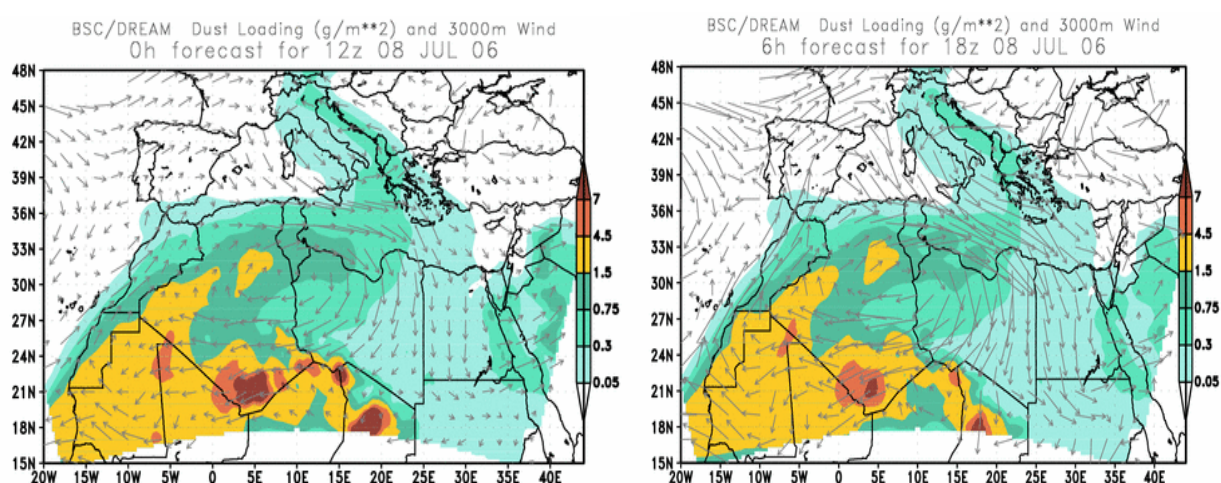 BSC/DREAM Dust Loading (g/m**2) and 3000m Wind
0h forecast for 12z 08 JUL 06
48N
45N
42N
39N
36N
33N
30N
27N
24N
21N
18N
15N
20W 15W 10W 5W 0 5E 10E 15E 20E 25E 30E 35E 40E
7
4.5
1.5
0.75
0.3
0.05
BSC/DREAM Dust Loading (g/m**2) and 3000m Wind
6h forecast for 18z 08 JUL 06
48N
45N
42N
39N
36N
33N
30N
27N
24N
21N
18N
15N
20W 15W 10W 5W 0 5E 10E 15E 20E 25E 30E 35E 40E
7
4.5
1.5
0.75
0.3
0.05